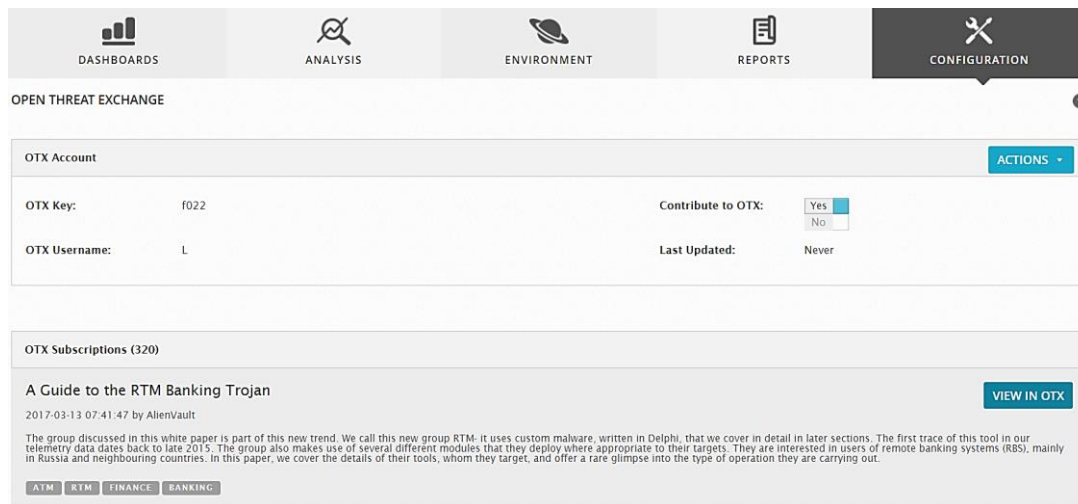 DASHBOARDS
ANALYSIS
ENVIRONMENT
REPORTS
CONFIGURATION
OPEN THREAT EXCHANGE
OTX Account
ACTIONS
OTX Key: f022
Contribute to OTX: Yes
No
OTX Username: L
Last Updated: Never
OTX Subscriptions (320)
A Guide to the RTM Banking Trojan
VIEW IN OTX
2017-03-13 07:41:47 by AlienVault
The group discussed in this white paper is part of this new trend. We call this new group RTM- it uses custom malware, written in Delphi, that we cover in detail in later sections. The first trace of this tool in our
telemetry data dates back to late 2015. The group also makes use of several different modules that they deploy where appropriate to their targets. They are interested in users of remote banking systems (RBS), mainly
in Russia and neighbouring countries. In this paper, we cover the details of their tools, whom they target, and offer a rare glimpse into the type of operation they are carrying out.
ATM RTM FINANCE BANKING